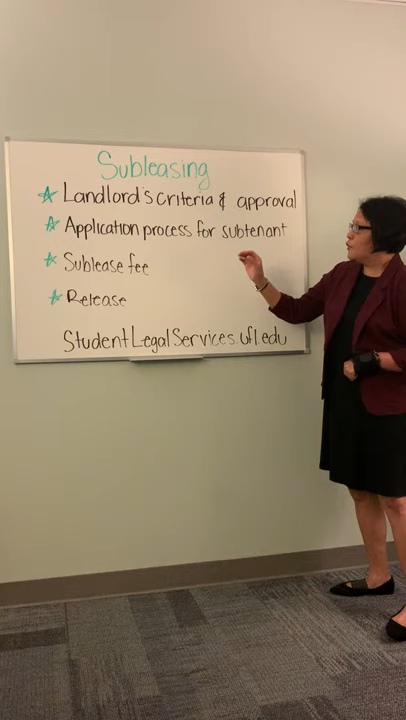 Subleasing
☆ Landlord's criteria & approval
☆ Application process for subtenant
☆ Sublease fee
☆ Release
StudentLegalServices.ufl.edu